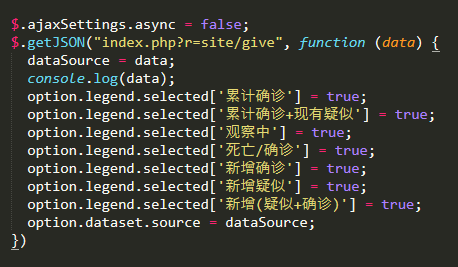 $.ajaxSettings.async = false;
$.getJSON("index.php?r=site/give", function (data) {
  dataSource = data;
  console.log(data);
  option.legend.selected['累计确诊'] = true;
  option.legend.selected['累计确诊+现有疑似'] = true;
  option.legend.selected['观察中'] = true;
  option.legend.selected['死亡/确诊'] = true;
  option.legend.selected['新增确诊'] = true;
  option.legend.selected['新增疑似'] = true;
  option.legend.selected['新增(疑似+确诊)'] = true;
  option.dataset.source = dataSource;
})